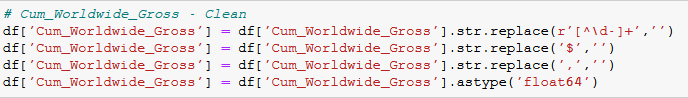 # Cum_Worldwide_Gross - Clean
df['Cum_Worldwide_Gross'] = df['Cum_Worldwide_Gross'].str.replace(r'[^\d-]+','')
df['Cum_Worldwide_Gross'] = df['Cum_Worldwide_Gross'].str.replace('$','')
df['Cum_Worldwide_Gross'] = df['Cum_Worldwide_Gross'].str.replace(',','')
df['Cum_Worldwide_Gross'] = df['Cum_Worldwide_Gross'].astype('float64')